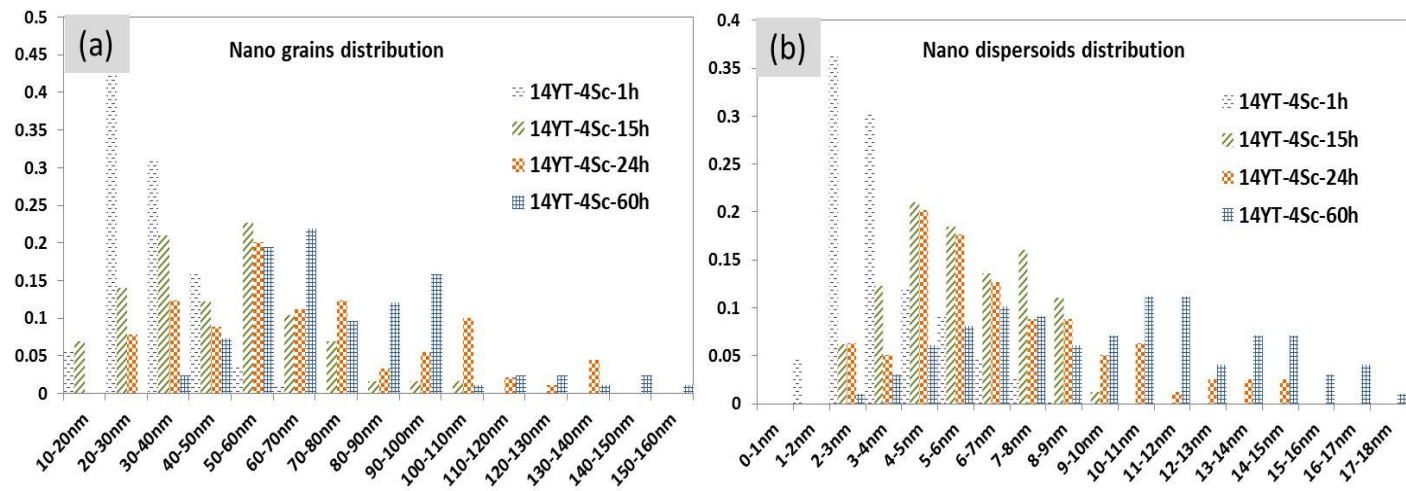 (a)
Nano grains distribution
0.5
0.45
0.4
0.35
0.3
0.25
0.2
0.15
0.1
0.05
0
14YT-4Sc-1h
14YT-4Sc-15h
14YT-4Sc-24h
14YT-4Sc-60h
10-20nm
20-30nm
30-40nm
40-50nm
50-60nm
60-70nm
70-80nm
80-90nm
90-100nm
100-110nm
110-120nm
120-130nm
130-140nm
140-150nm
150-160nm
(b)
Nano dispersoids distribution
0.4
0.35
0.3
0.25
0.2
0.15
0.1
0.05
0
14YT-4Sc-1h
14YT-4Sc-15h
14YT-4Sc-24h
14YT-4Sc-60h
0-1nm
1-2nm
2-3nm
3-4nm
4-5nm
5-6nm
6-7nm
7-8nm
8-9nm
9-10nm
10-11nm
11-12nm
12-13nm
13-14nm
14-15nm
15-16nm
16-17nm
17-18nm